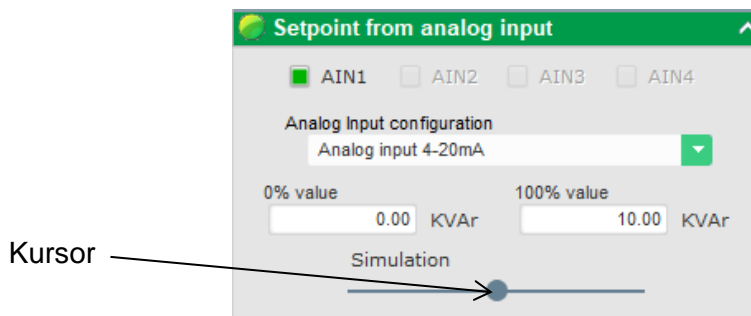 Setpoint from analog input
AIN1 AIN2 AIN3 AIN4
Analog Input configuration
Analog input 4-20mA
0% value 100% value
0.00 KVAr 10.00 KVAr
Kursor
Simulation